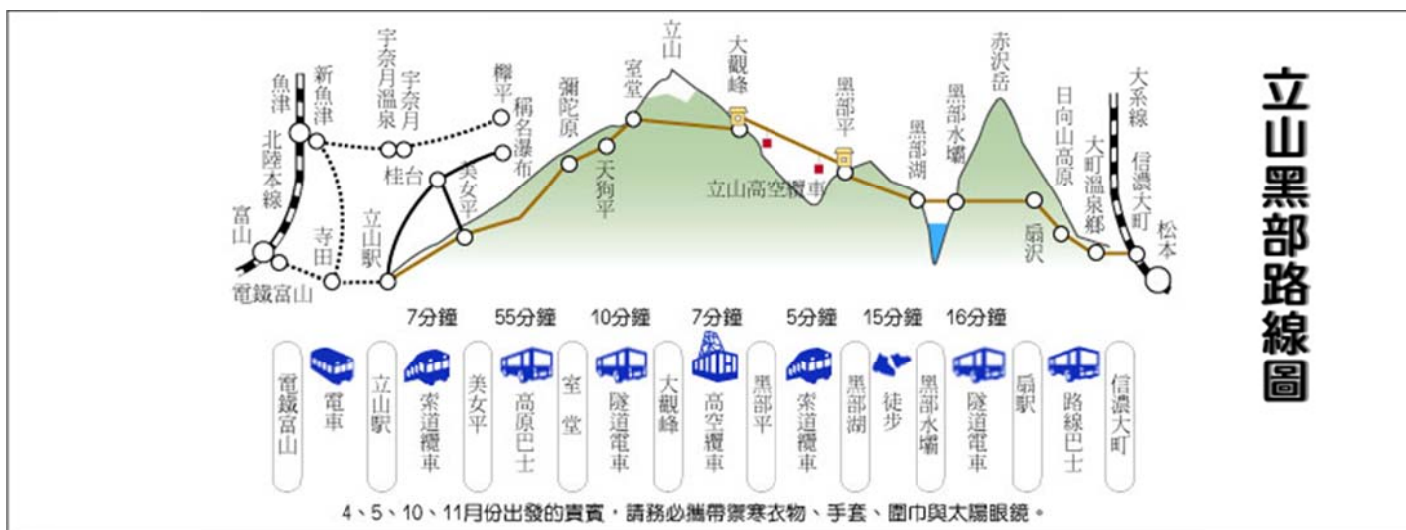 立山黑部路線圖
魚津
新魚津
宇奈月溫泉
宇奈月
欅平
稱名瀑布
北陸本線
桂台
美女平
彌陀原
天狗平
室堂
立山
大觀峰
立山高空纜車
黑部平
黑部湖
黑部水壩
赤沢岳
日向山高原
大系線
信濃大町
大町溫泉鄉
扇沢
松本
富山
電鐵富山
寺田
立山駅
7分鐘
55分鐘
10分鐘
7分鐘
5分鐘
15分鐘
16分鐘
電鐵富山
電車
立山駅
索道纜車
美女平
高原巴士
室堂
隧道電車
大觀峰
高空纜車
黑部平
索道纜車
黑部湖
徒步
黑部水壩
隧道電車
扇駅
路線巴士
信濃大町
4、5、10、11月份出發的貴賓，請務必攜帶禦寒衣物、手套、圍巾與太陽眼鏡。